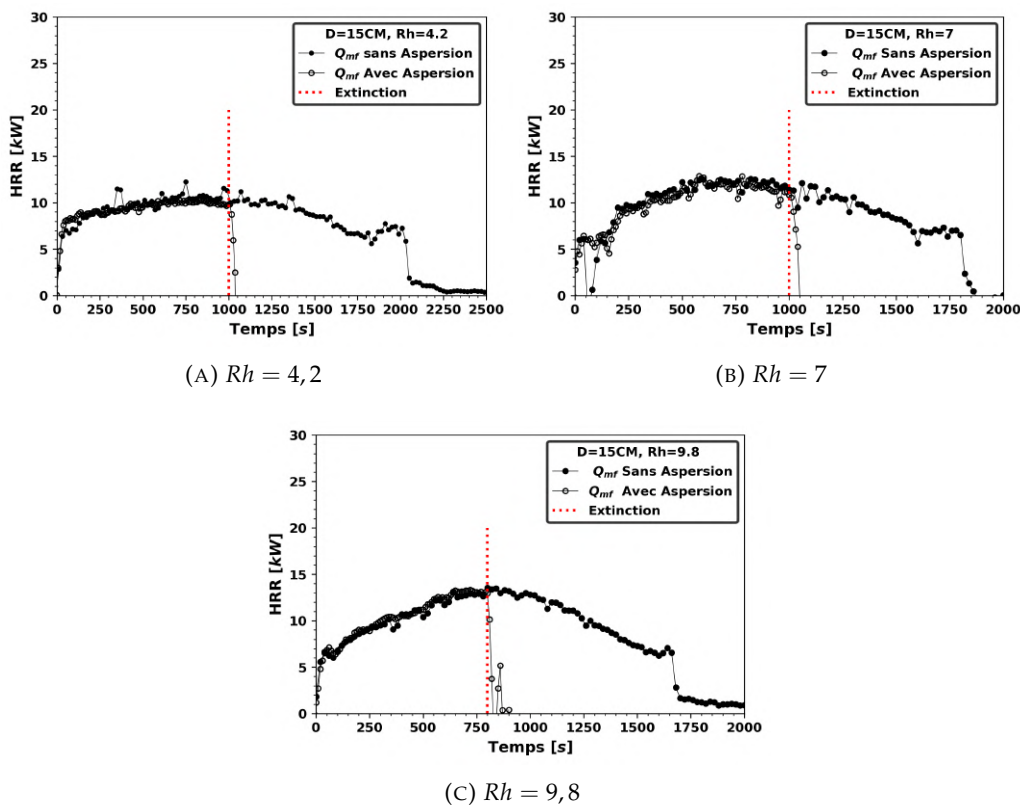 30
25
20
15
10
5
0
HRR [kW]
D=15CM, Rh=4.2
Qmf sans Aspersion
Qmf Avec Aspersion
Extinction
0 250 500 750 1000 1250 1500 1750 2000 2250 2500
Temps [s]
(A) Rh = 4,2
30
25
20
15
10
5
0
HRR [kW]
D=15CM, Rh=7
Qmf Sans Aspersion
Qmf Avec Aspersion
Extinction
0 250 500 750 1000 1250 1500 1750 2000
Temps [s]
(B) Rh = 7
30
25
20
15
10
5
0
HRR [kW]
D=15CM, Rh=9.8
Qmf Sans Aspersion
Qmf Avec Aspersion
Extinction
0 250 500 750 1000 1250 1500 1750 2000
Temps [s]
(C) Rh = 9,8